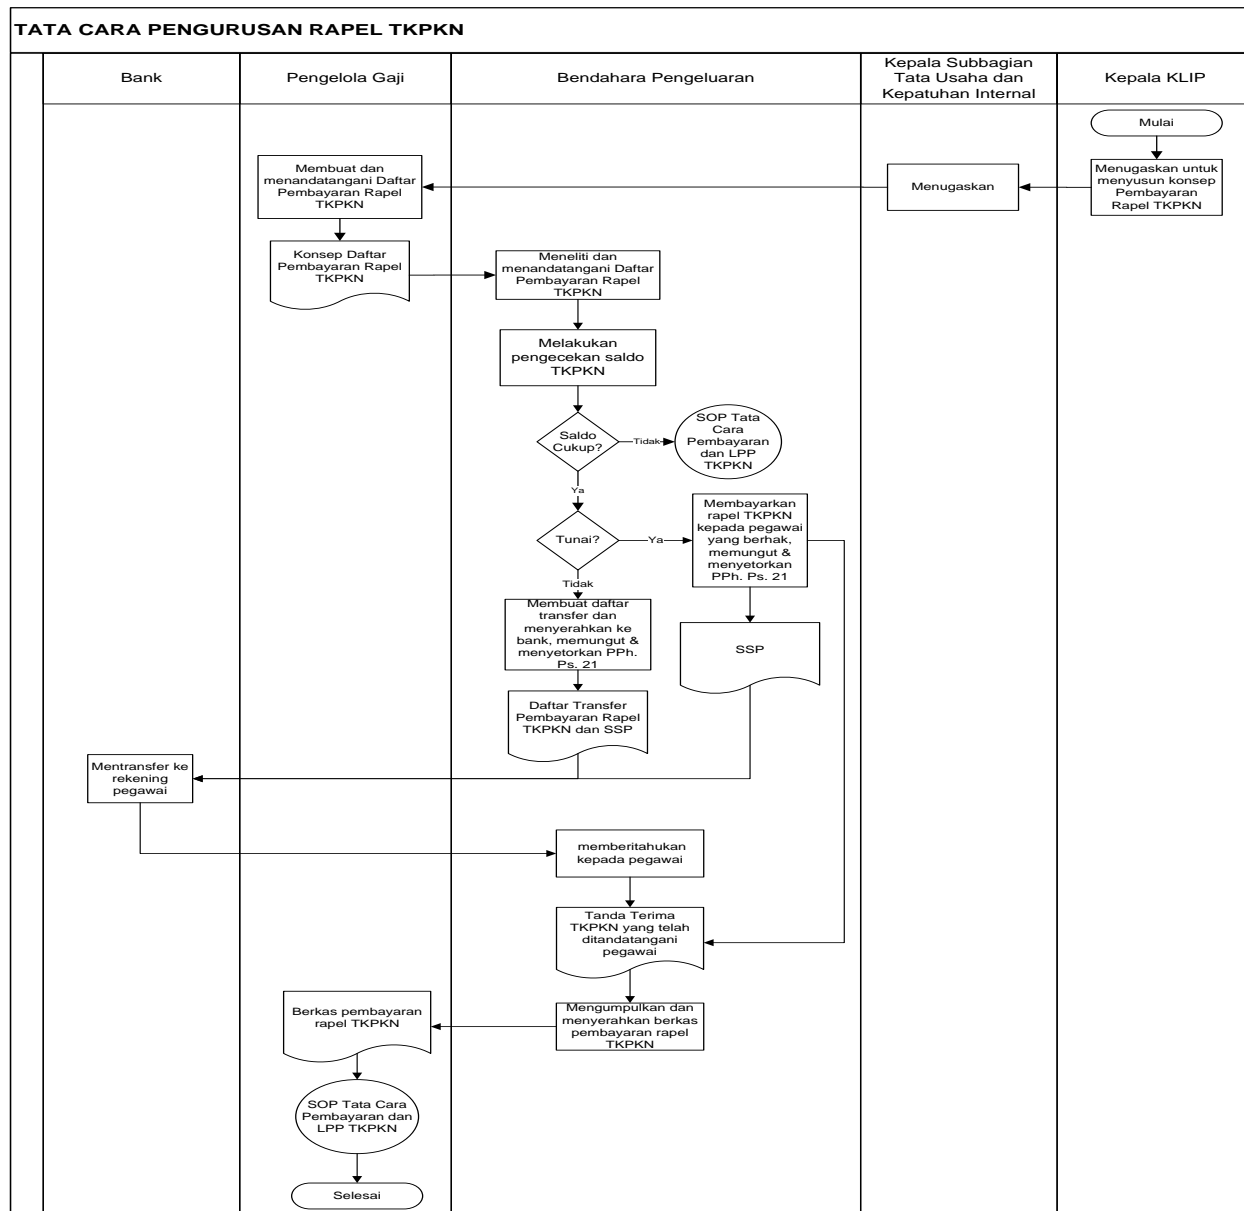 TATA CARA PENGURUSAN RAPEL TKPKN
Bank
Pengelola Gaji
Bendahara Pengeluaran
Kepala Subbagian
Tata Usaha dan
Kepatuhan Internal
Kepala KLIP
Mulai
Menugaskan untuk
menyusun konsep
Pembayaran
Rapel TKPKN
Menugaskan
Membuat dan
menandatangani Daftar
Pembayaran Rapel
TKPKN
Konsep Daftar
Pembayaran Rapel
TKPKN
Meneliti dan
menandatangani Daftar
Pembayaran Rapel
TKPKN
Melakukan
pengecekan saldo
TKPKN
Saldo
Cukup?
Tidak
SOP Tata
Cara
Pembayaran
dan LPP
TKPKN
Ya
Tunai?
Ya
Membayarkan
rapel TKPKN
kepada pegawai
yang berhak,
memungut &
menyetorkan
PPh. Ps. 21
Tidak
Membuat daftar
transfer dan
menyerahkan ke
bank, memungut &
menyetorkan PPh.
Ps. 21
SSP
Daftar Transfer
Pembayaran Rapel
TKPKN dan SSP
Mentransfer ke
rekening
pegawai
memberitahukan
kepada pegawai
Tanda Terima
TKPKN yang telah
ditandatangani
pegawai
Mengumpulkan dan
menyerahkan berkas
pembayaran rapel
TKPKN
Berkas pembayaran
rapel TKPKN
SOP Tata Cara
Pembayaran dan
LPP TKPKN
Selesai